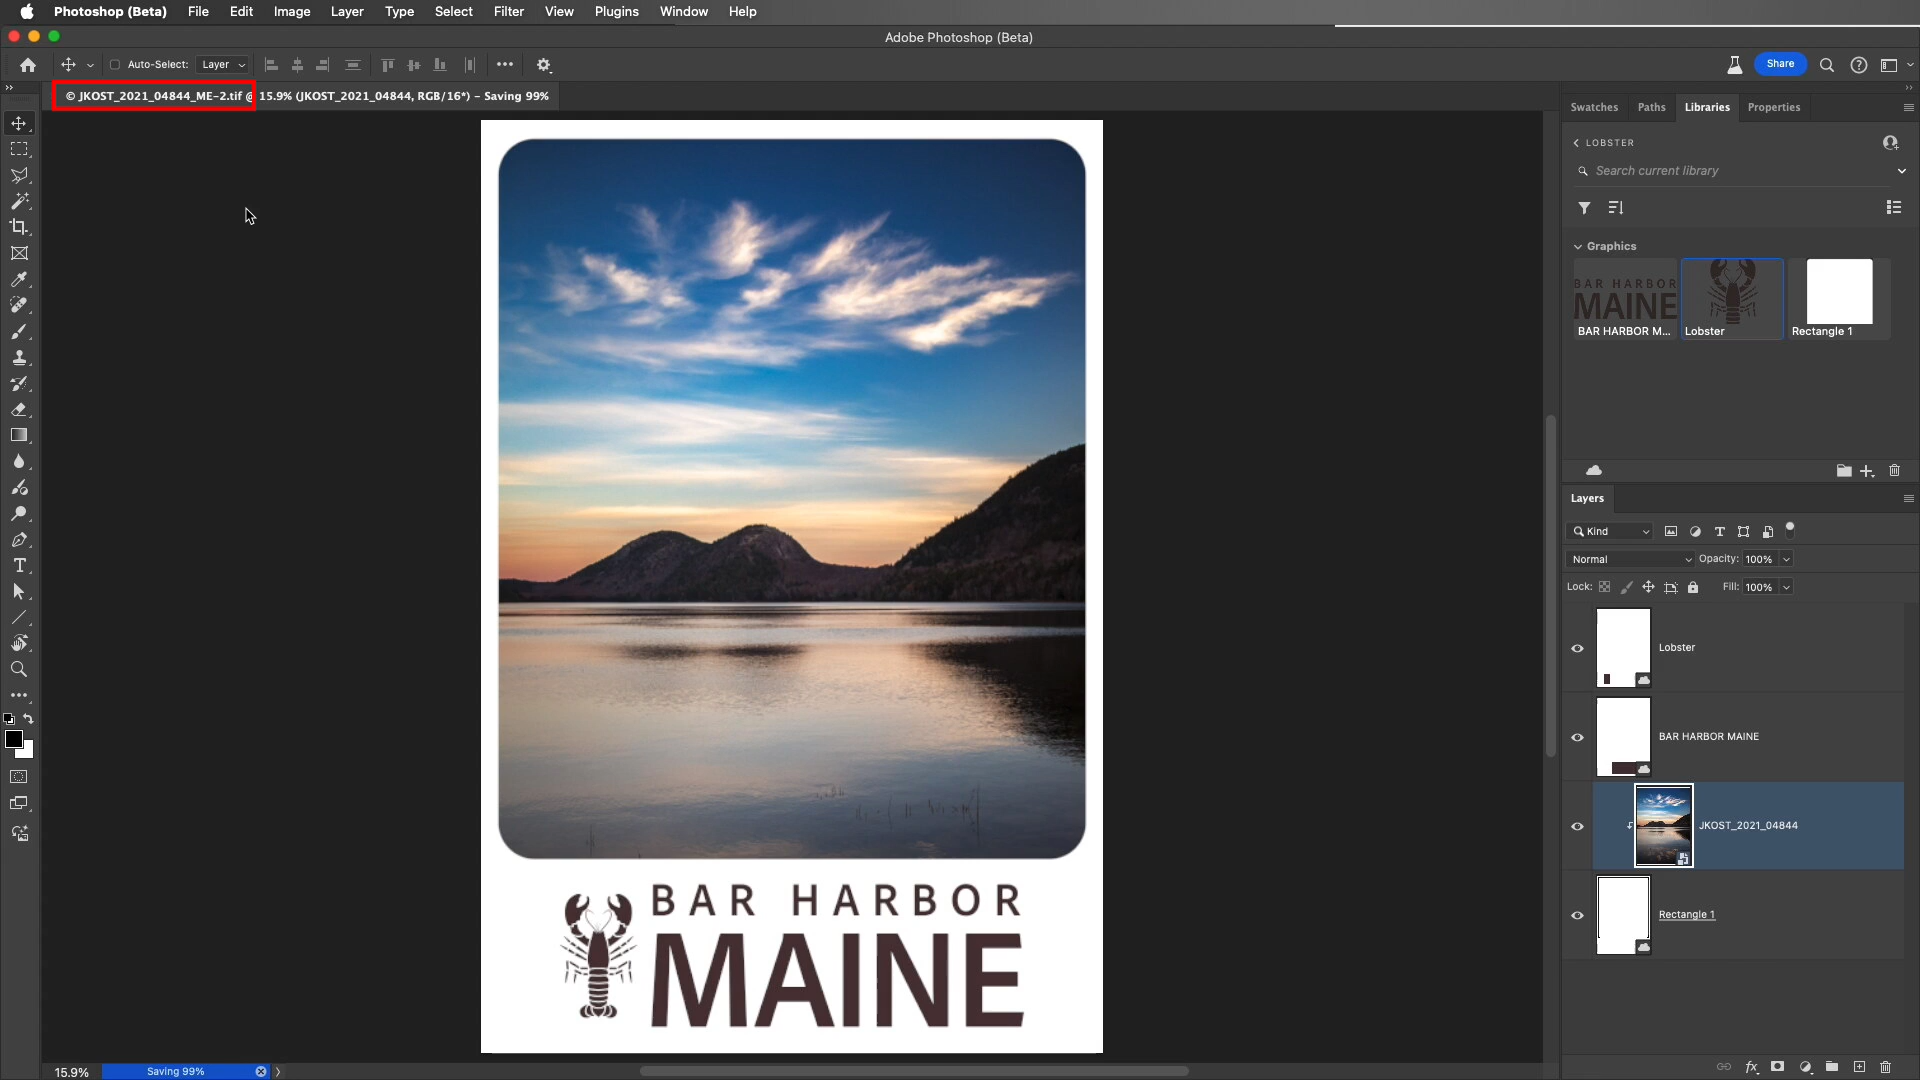 Photoshop (Beta) File Edit Image Layer Type Select Filter View Plugins Window Help
Adobe Photoshop (Beta)
Auto-Select: Layer
Share
© JKOST_2021_04844_ME-2.tif @ 15.9% (JKOST_2021_04844, RGB/16*) – Saving 99%
Swatches Paths Libraries Properties
LOBSTER
Search current library
Graphics
BAR HARBOR
MAINE
BAR HARBOR M...
Lobster
Rectangle 1
Layers
Kind
Normal Opacity: 100%
Lock: Fill: 100%
Lobster
BAR HARBOR MAINE
JKOST_2021_04844
Rectangle 1
BAR HARBOR
MAINE
15.9% Saving 99%